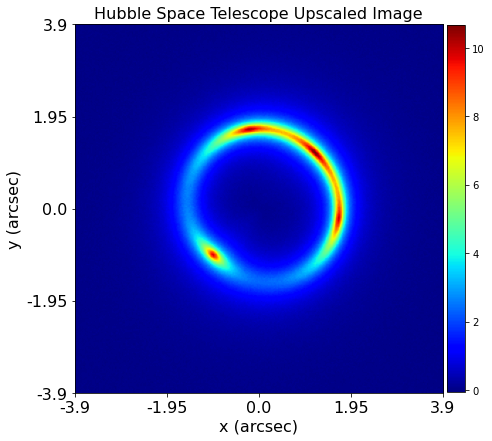 Hubble Space Telescope Upscaled Image
3.9
1.95
0.0
-1.95
-3.9
y (arcsec)
-3.9 -1.95 0.0 1.95 3.9
x (arcsec)
10
8
6
4
2
0